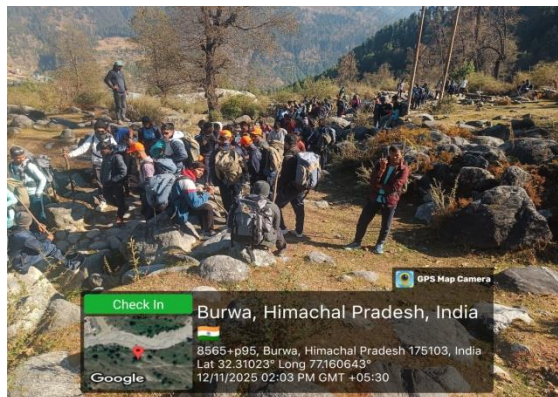 GPS Map Camera
Check In
Burwa, Himachal Pradesh, India
8565+p95, Burwa, Himachal Pradesh 175103, India
Lat 32.31023° Long 77.160643°
12/11/2025 02:03 PM GMT +05:30
Google